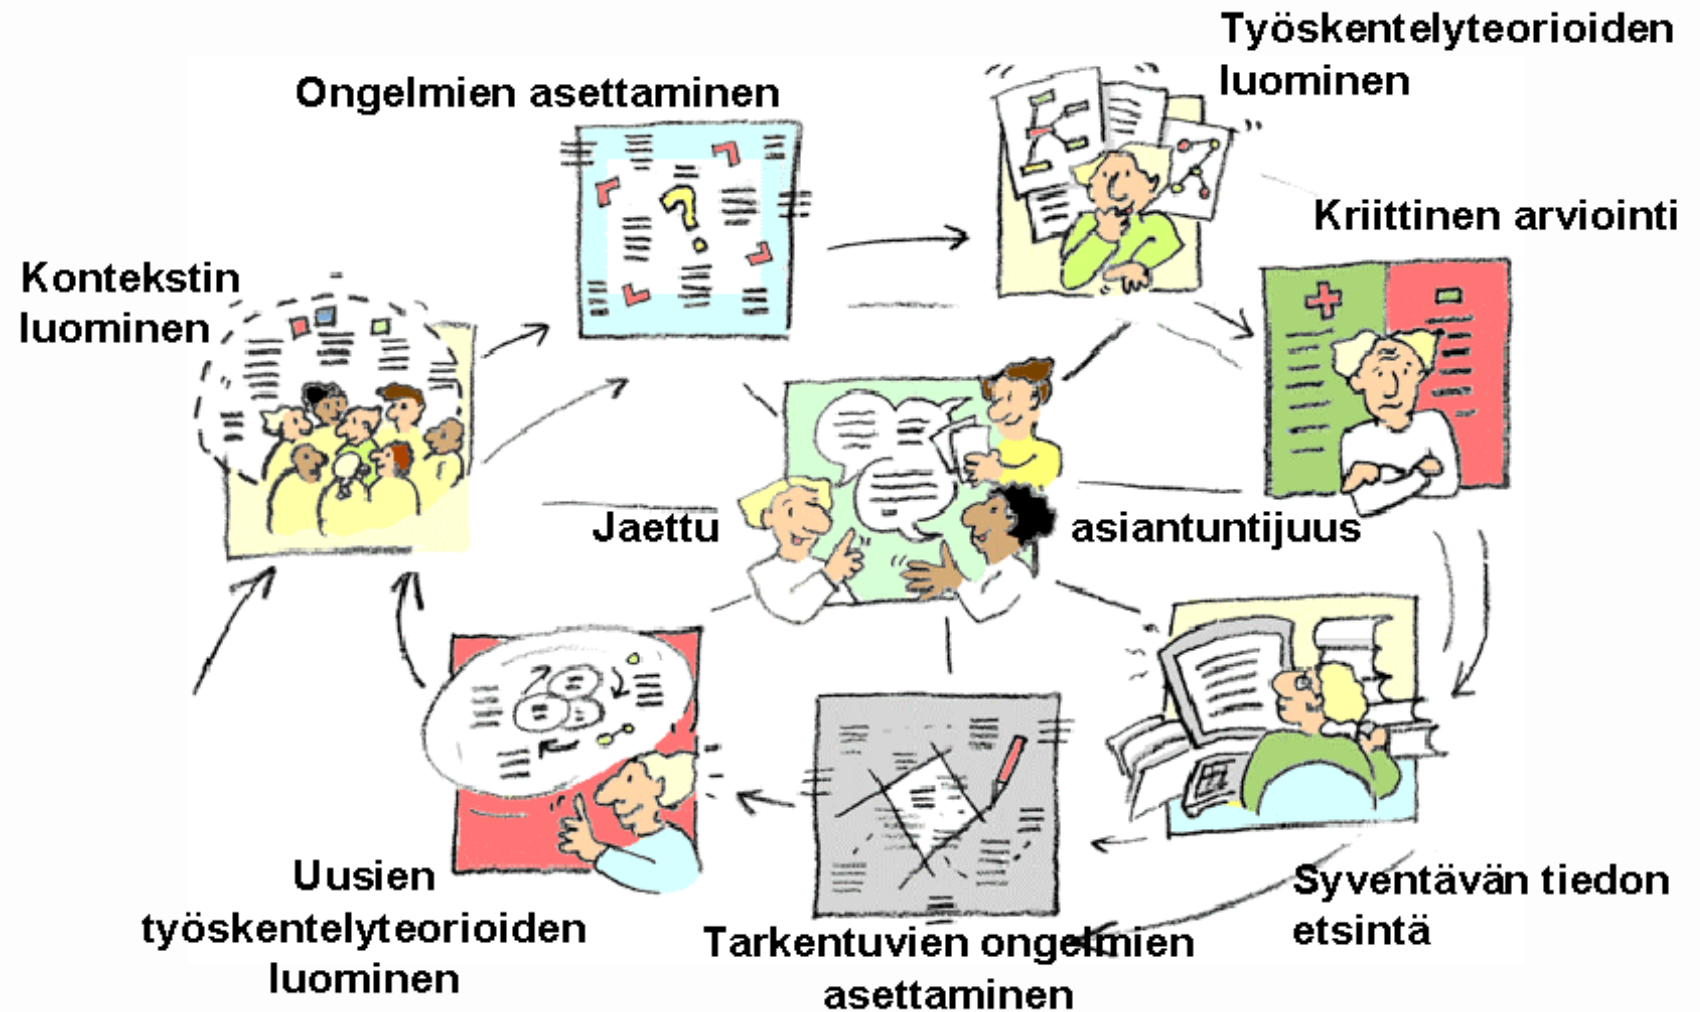 Työskentelyteorioiden
luominen
Ongelmien asettaminen
Kriittinen arviointi
Kontekstin
luominen
Jaettu asiantuntijuus
Uusien
työskentelyteorioiden
luominen
Tarkentuvien ongelmien
asettaminen
Syventävän tiedon
etsintä